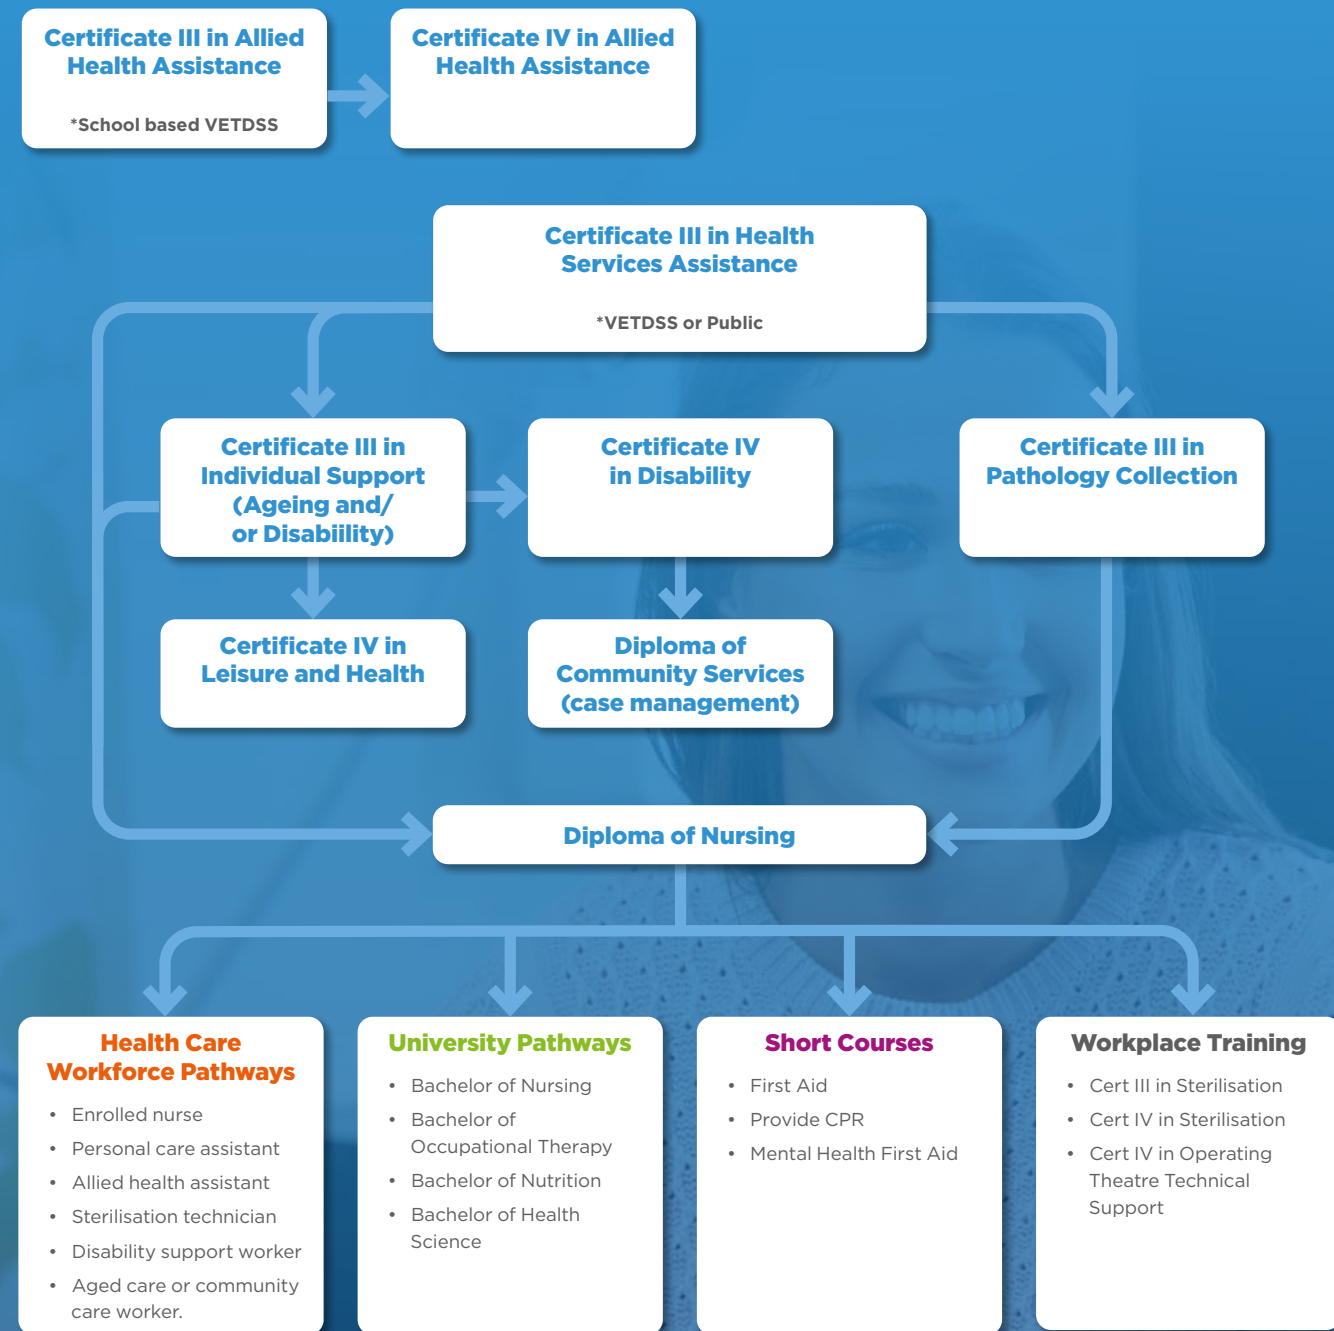 Certificate III in Allied
Health Assistance
*School based VETDSS
Certificate IV in Allied
Health Assistance
Certificate III in Health
Services Assistance
*VETDSS or Public
Certificate III in
Individual Support
(Ageing and/
or Disabiility)
Certificate IV
in Disability
Certificate III in
Pathology Collection
Certificate IV in
Leisure and Health
Diploma of
Community Services
(case management)
Diploma of Nursing
Health Care
Workforce Pathways
• Enrolled nurse
• Personal care assistant
• Allied health assistant
• Sterilisation technician
• Disability support worker
• Aged care or community
care worker.
University Pathways
• Bachelor of Nursing
• Bachelor of
Occupational Therapy
• Bachelor of Nutrition
• Bachelor of Health
Science
Short Courses
• First Aid
• Provide CPR
• Mental Health First Aid
Workplace Training
• Cert III in Sterilisation
• Cert IV in Sterilisation
• Cert IV in Operating
Theatre Technical
Support